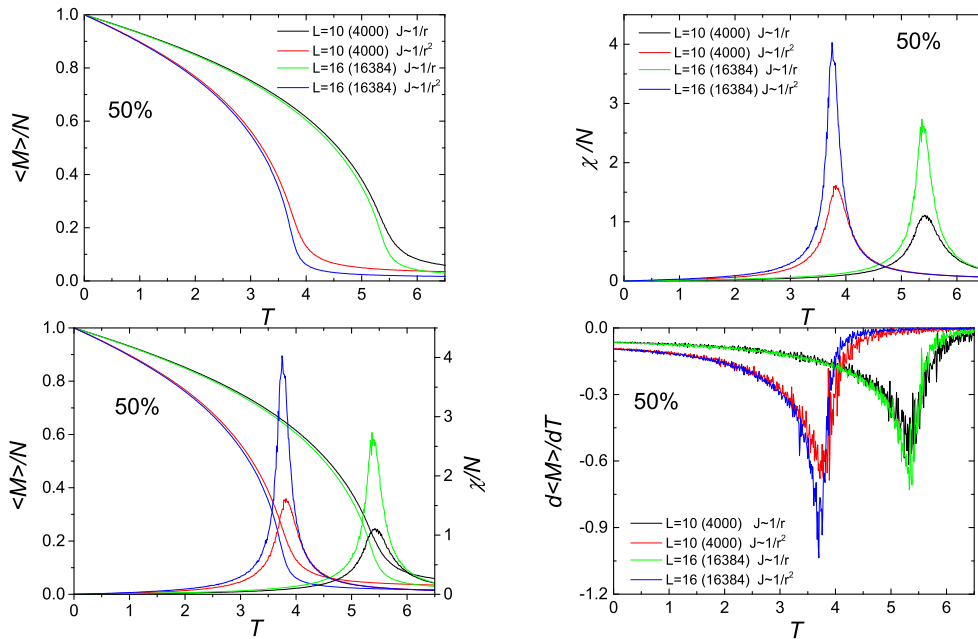 1.0
0.8
0.6
0.4
0.2
0.0
<M>/N
50%
L=10 (4000) J~1/r
L=10 (4000) J~1/r²
L=16 (16384) J~1/r
L=16 (16384) J~1/r²
0 1 2 3 4 5 6
T
4
3
2
1
0
χ/N
50%
L=10 (4000) J~1/r
L=10 (4000) J~1/r²
L=16 (16384) J~1/r
L=16 (16384) J~1/r²
0 1 2 3 4 5 6
T
1.0
0.8
0.6
0.4
0.2
0.0
<M>/N
50%
4
3
2
1
0
χ/N
0 1 2 3 4 5 6
T
0.0
-0.3
-0.6
-0.9
-1.2
d<M>/dT
50%
L=10 (4000) J~1/r
L=10 (4000) J~1/r²
L=16 (16384) J~1/r
L=16 (16384) J~1/r²
0 1 2 3 4 5 6
T